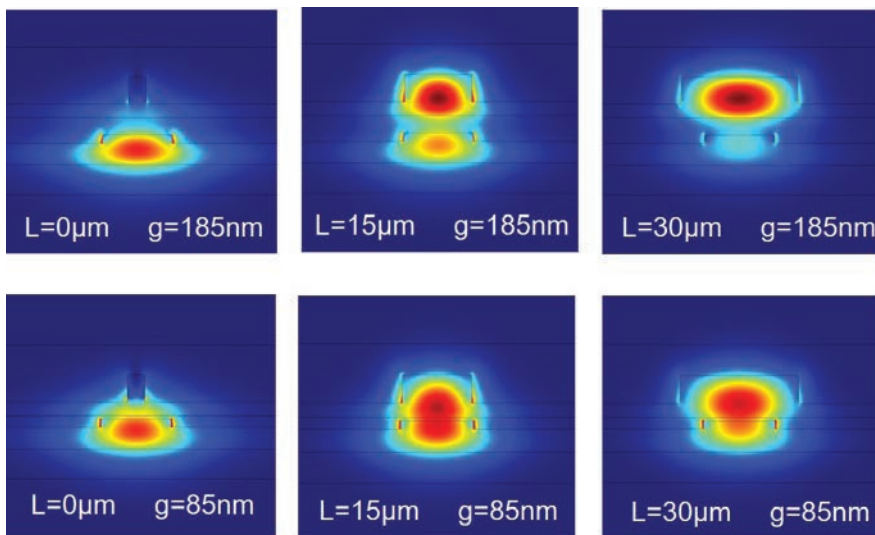 L=0μm g=185nm
L=15μm g=185nm
L=30μm g=185nm
L=0μm g=85nm
L=15μm g=85nm
L=30μm g=85nm